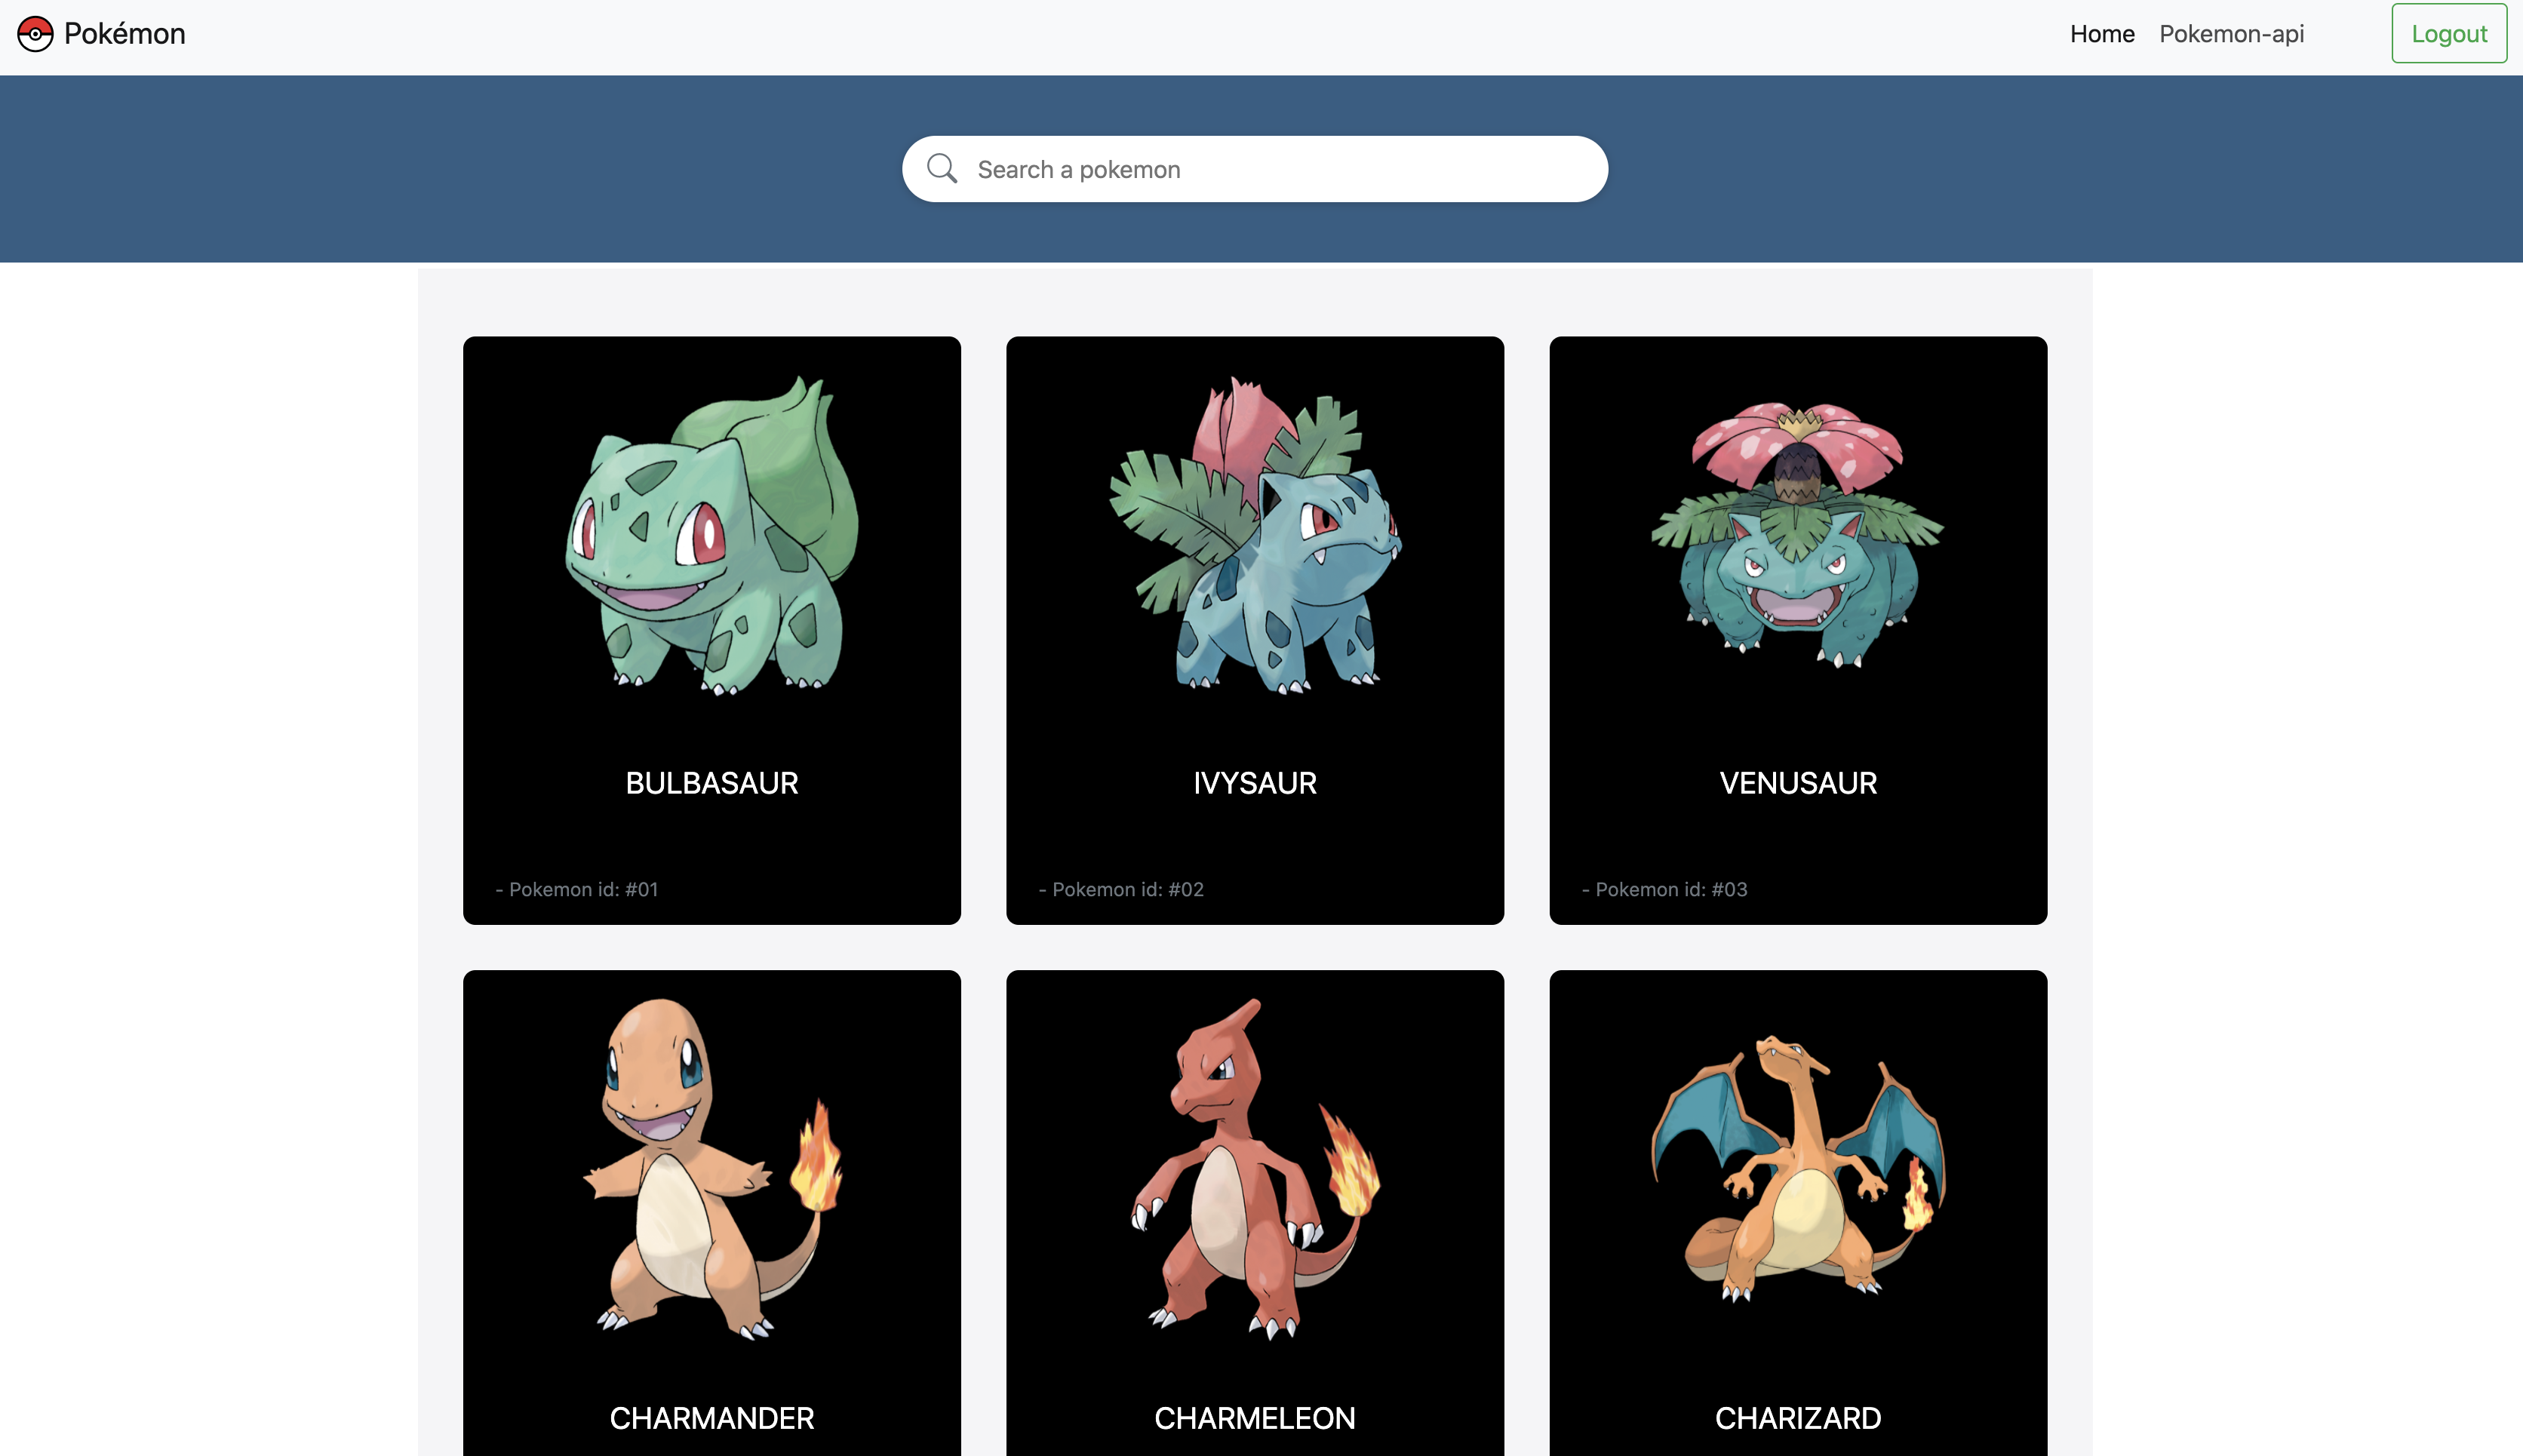 Pokémon
Home
Pokemon-api
Logout
Search a pokemon
BULBASAUR
- Pokemon id: #01
IVYSAUR
- Pokemon id: #02
VENUSAUR
- Pokemon id: #03
CHARMANDER
CHARMELEON
CHARIZARD